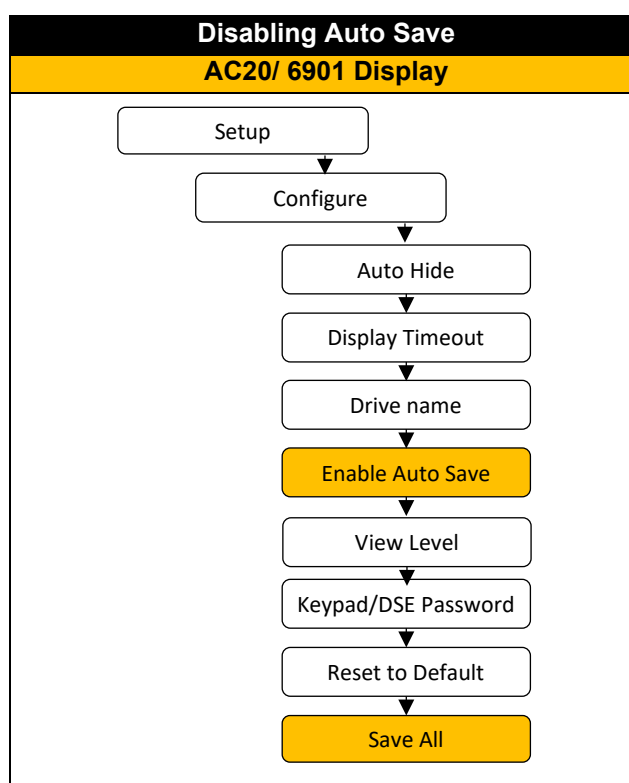 Disabling Auto Save
AC20/ 6901 Display
Setup
Configure
Auto Hide
Display Timeout
Drive name
Enable Auto Save
View Level
Keypad/DSE Password
Reset to Default
Save All